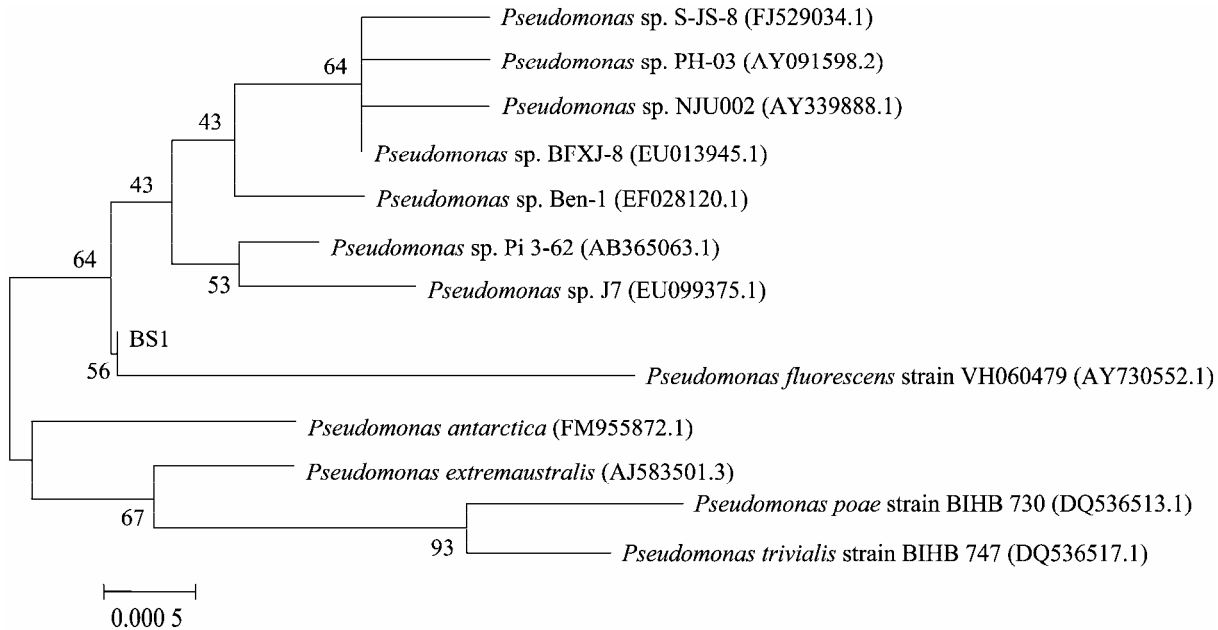 Pseudomonas sp. S-JS-8 (FJ529034.1)
64
Pseudomonas sp. PH-03 (AY091598.2)
Pseudomonas sp. NJU002 (AY339888.1)
43
Pseudomonas sp. BFXJ-8 (EU013945.1)
43
Pseudomonas sp. Ben-1 (EF028120.1)
Pseudomonas sp. Pi 3-62 (AB365063.1)
64
53
Pseudomonas sp. J7 (EU099375.1)
BS1
56
Pseudomonas fluorescens strain VH060479 (AY730552.1)
Pseudomonas antarctica (FM955872.1)
Pseudomonas extremaustralis (AJ583501.3)
Pseudomonas poae strain BIHB 730 (DQ536513.1)
67
93
Pseudomonas trivialis strain BIHB 747 (DQ536517.1)
0.000 5